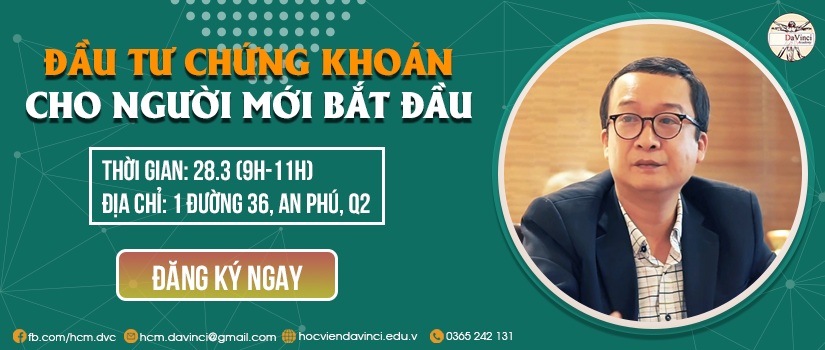 DaVinci
ĐẦU TƯ CHỨNG KHOÁN
CHO NGƯỜI MỚI BẮT ĐẦU
THỜI GIAN: 28.3 (9H-11H)
ĐỊA CHỈ: 1 ĐƯỜNG 36, AN PHÚ, Q2
ĐĂNG KÝ NGAY
fb.com/hcm.dvc hcm.davinci@gmail.com hocviendavinci.edu.v 0365 242 131